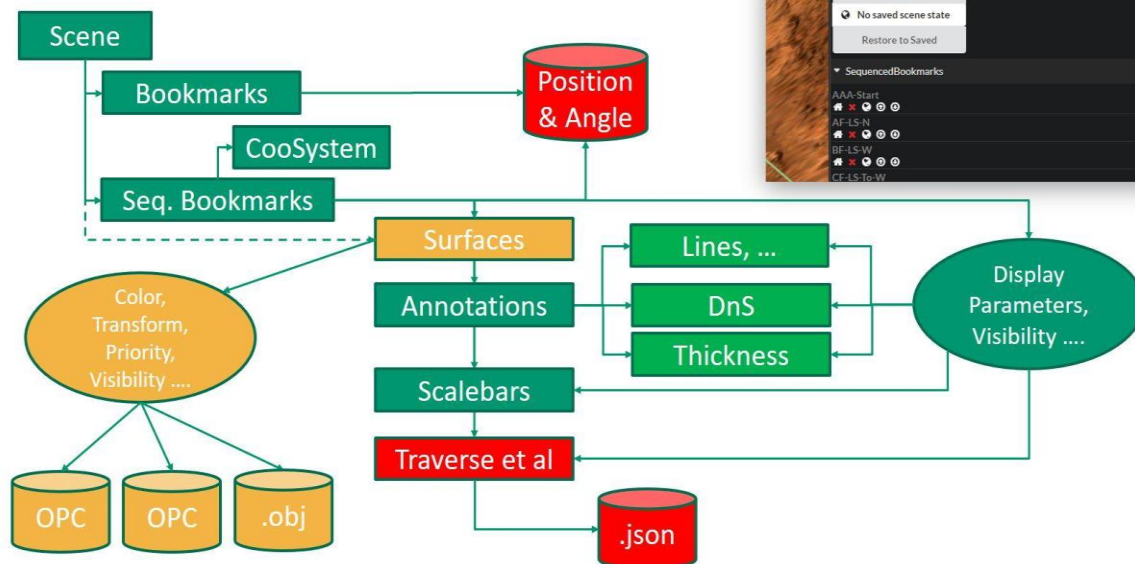 Scene
Bookmarks
CooSystem
Seq. Bookmarks
Position
& Angle
No saved scene state
Restore to Saved
SequencedBookmarks
AAA-Start
AF-LS-N
BF-LS-W
CF-LS-To-W
Surfaces
Annotations
Scalebars
Traverse et al
.json
Lines, ...
DnS
Thickness
Display
Parameters,
Visibility ....
Color,
Transform,
Priority,
Visibility ....
OPC
OPC
.obj